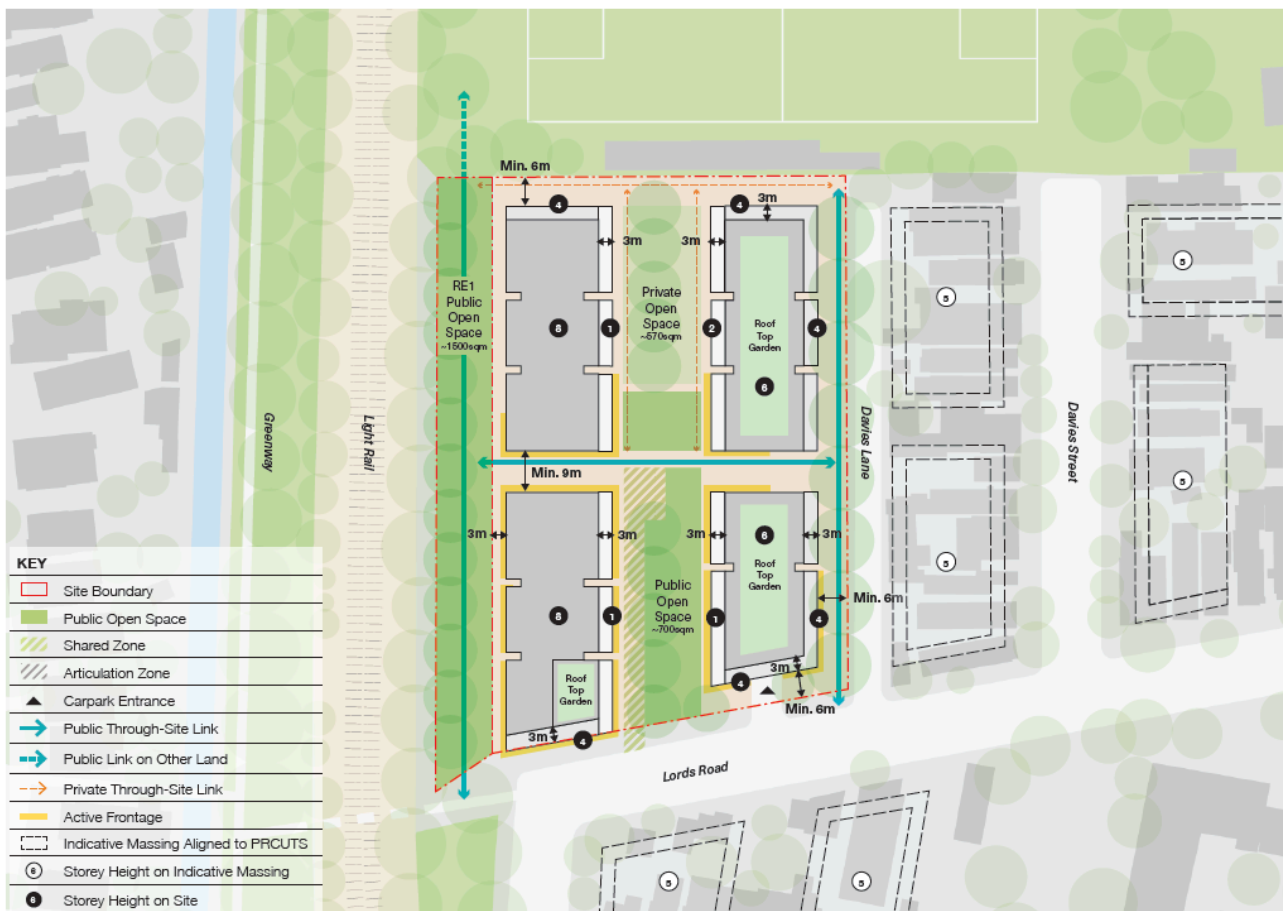 Min. 6m
4
4
3m
3m
3m
RE1
Public
Open
Space
~1500sqm
Private
Open
Space
~670sqm
8
1
2
Roof
Top
Garden
4
6
5
5
5
Greenway
Light Rail
Davies Lane
Davies Street
Min. 9m
3m
3m
3m
6
3m
Roof
Top
Garden
5
Public
Open
Space
~700sqm
8
1
1
4
Min. 6m
Roof
Top
Garden
3m
4
Min. 6m
3m
4
Lords Road
5
5
KEY
Site Boundary
Public Open Space
Shared Zone
Articulation Zone
Carpark Entrance
Public Through-Site Link
Public Link on Other Land
Private Through-Site Link
Active Frontage
Indicative Massing Aligned to PRCUTS
6 Storey Height on Indicative Massing
6 Storey Height on Site